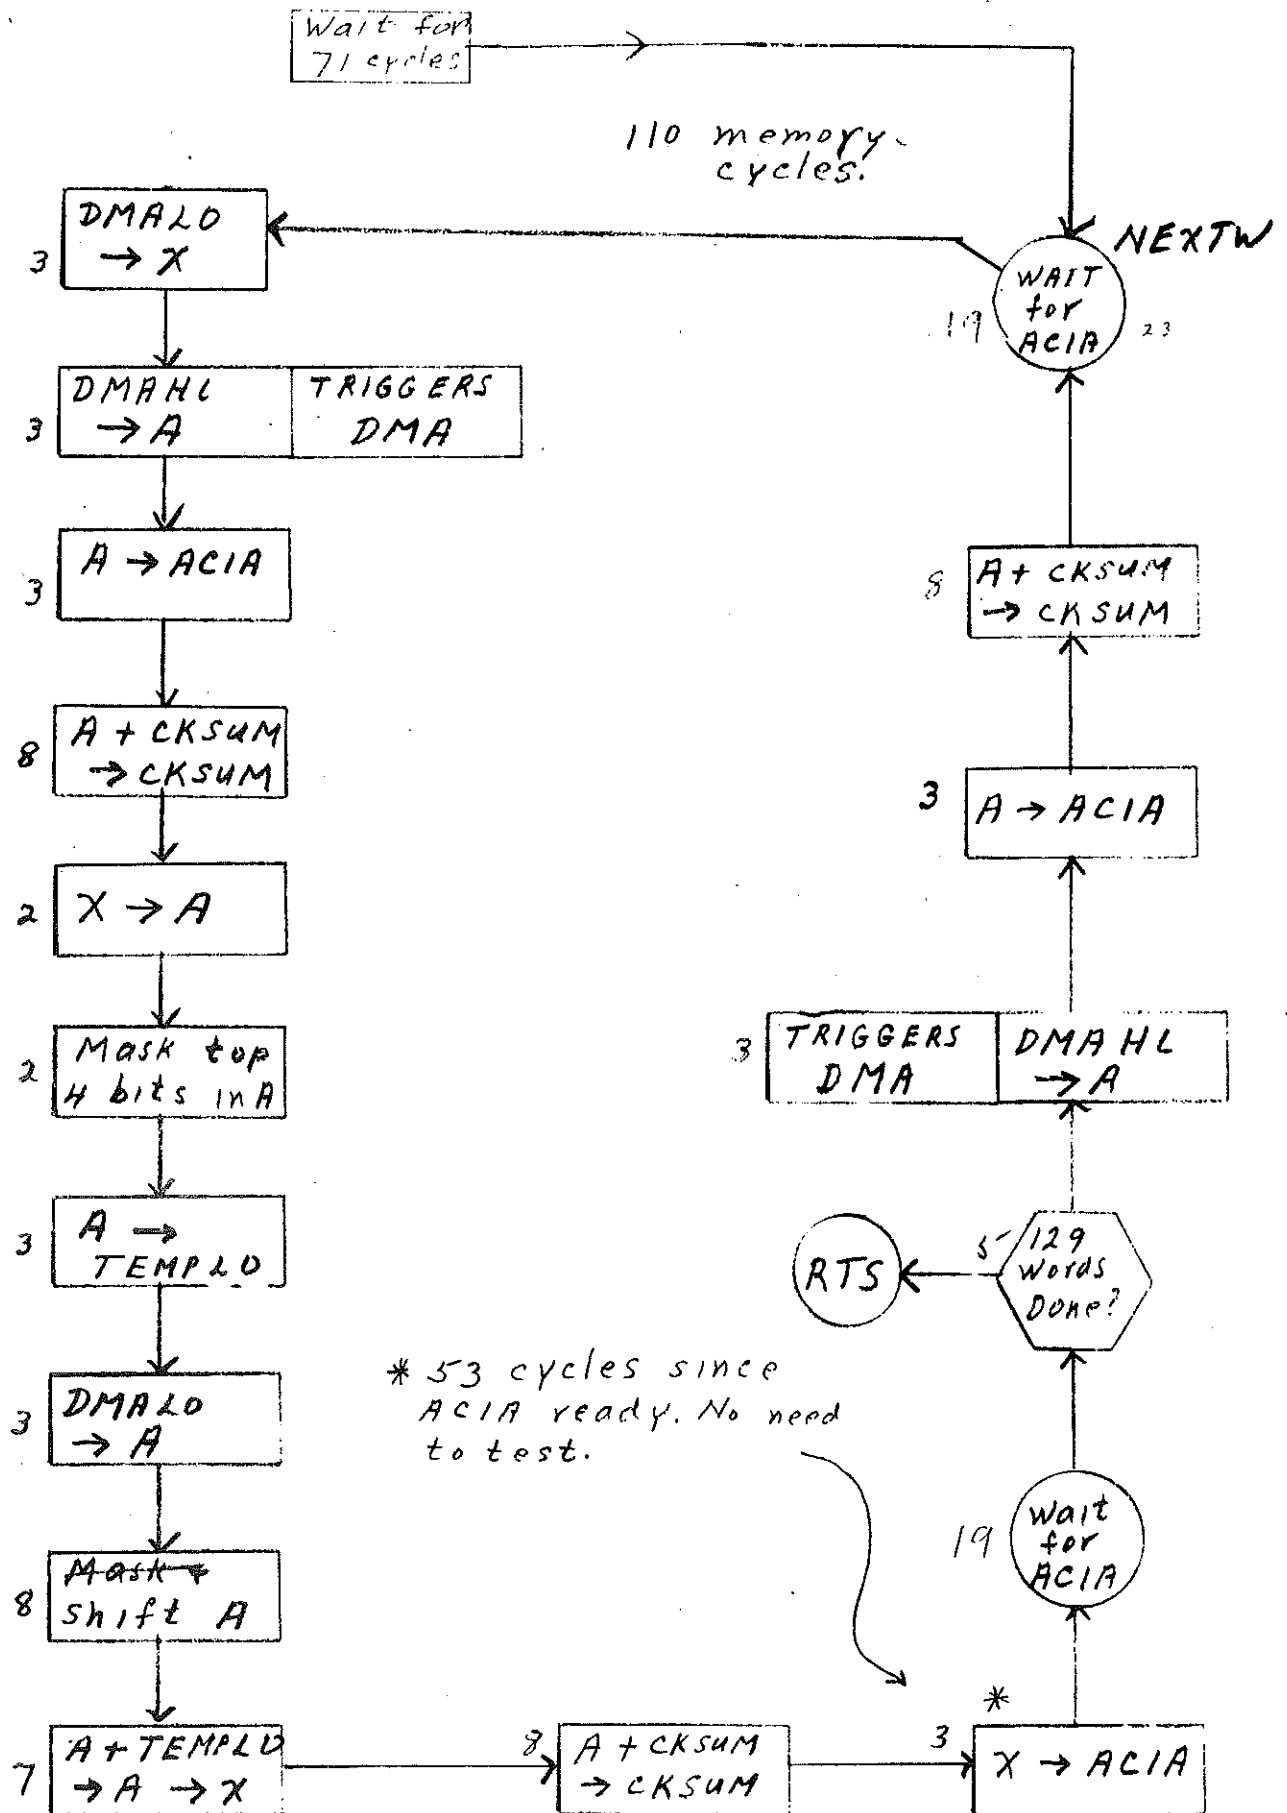 Wait for
71 cycles
110 memory
cycles.
NEXTW
WAIT
for
ACIA
19
23
DMALO
→ X
3
DMAHL
→ A
TRIGGERS
DMA
3
A → ACIA
3
A + CKSUM
→ CKSUM
8
X → A
2
Mask top
4 bits in A
2
A →
TEMPLO
3
DMALO
→ A
3
Mask +
shift A
8
A + TEMPLO
→ A → X
7
8
A + CKSUM
→ CKSUM
3
*
X → ACIA
* 53 cycles since
ACIA ready. No need
to test.
19
Wait
for
ACIA
5
129
Words
Done?
RTS
3
TRIGGERS
DMA
DMAHL
→ A
3
A → ACIA
8
A + CKSUM
→ CKSUM